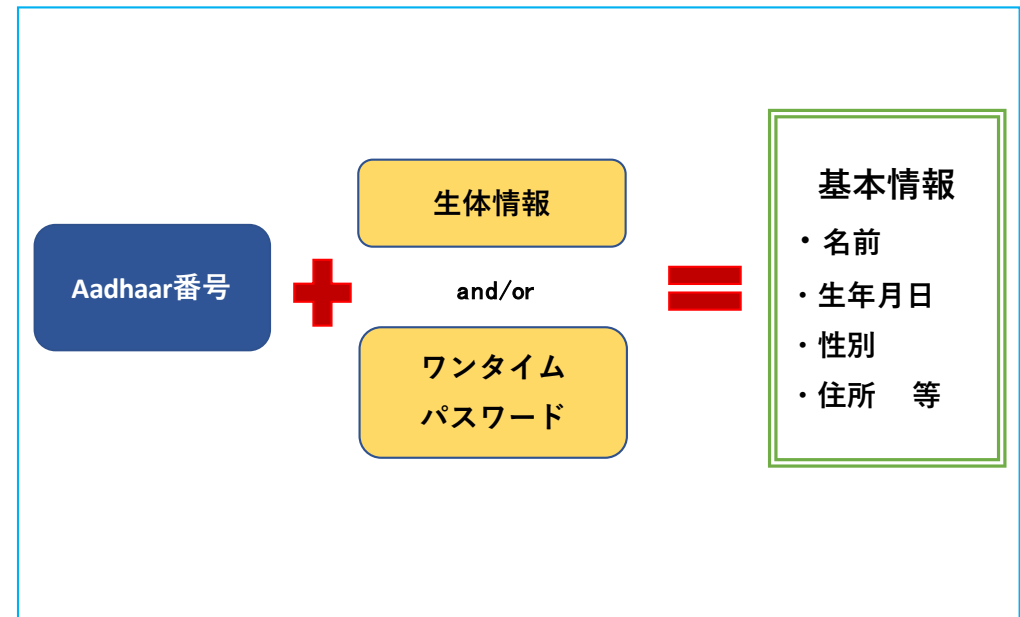 Aadhaar番号
生体情報
and/or
ワンタイム
パスワード
基本情報
・名前
・生年月日
・性別
・住所　等